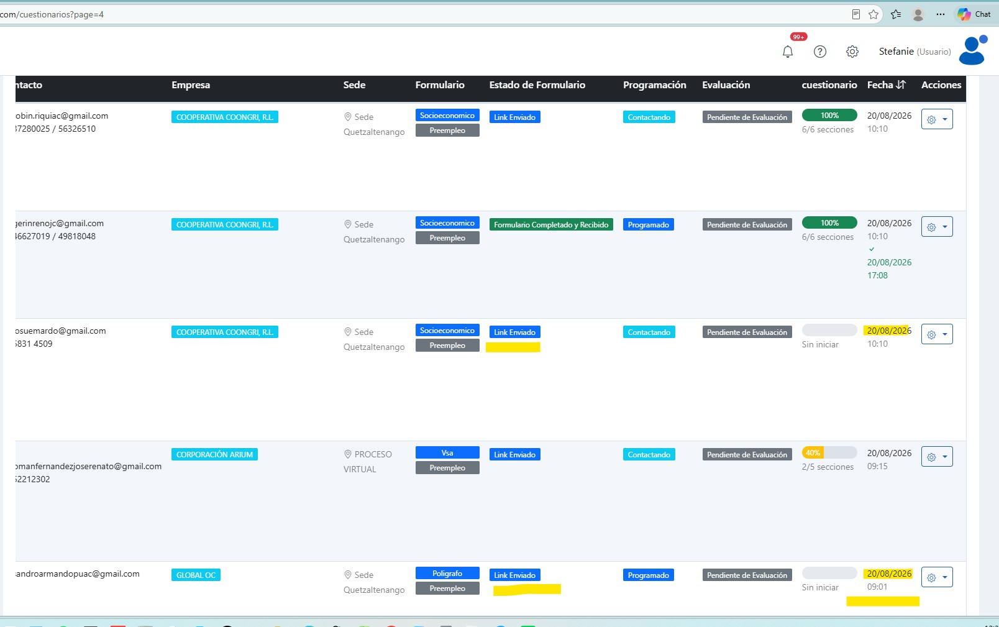 com/cuestionarios?page=4
Chat
99+
Stefanie (Usuario)
ntacto Empresa Sede Formulario Estado de Formulario Programación Evaluación cuestionario Fecha Acciones
obin.riquiac@gmail.com COOPERATIVA COONGRI, R.L. Sede Socioeconomico Link Enviado Contactando Pendiente de Evaluación 100% 20/08/2026
37280025 / 56326510 Quetzaltenango Preempleo 6/6 secciones 10:10
gerinrenojc@gmail.com COOPERATIVA COONGRI, R.L. Sede Socioeconomico Formulario Completado y Recibido Programado Pendiente de Evaluación 100% 20/08/2026
46627019 / 49818048 Quetzaltenango Preempleo 6/6 secciones 10:10
20/08/2026
17:08
osuemardo@gmail.com COOPERATIVA COONGRI, R.L. Sede Socioeconomico Link Enviado Contactando Pendiente de Evaluación 20/08/2026
5831 4509 Quetzaltenango Preempleo Sin iniciar 10:10
CORPORACIÓN ARIUM PROCESO Vsa Link Enviado Contactando Pendiente de Evaluación 40% 20/08/2026
omanfernandezjoserenato@gmail.com VIRTUAL Preempleo 2/5 secciones 09:15
52212302
sandroarmandopuac@gmail.com GLOBAL OC Sede Poligrafo Link Enviado Programado Pendiente de Evaluación 20/08/2026
Quetzaltenango Preempleo Sin iniciar 09:01